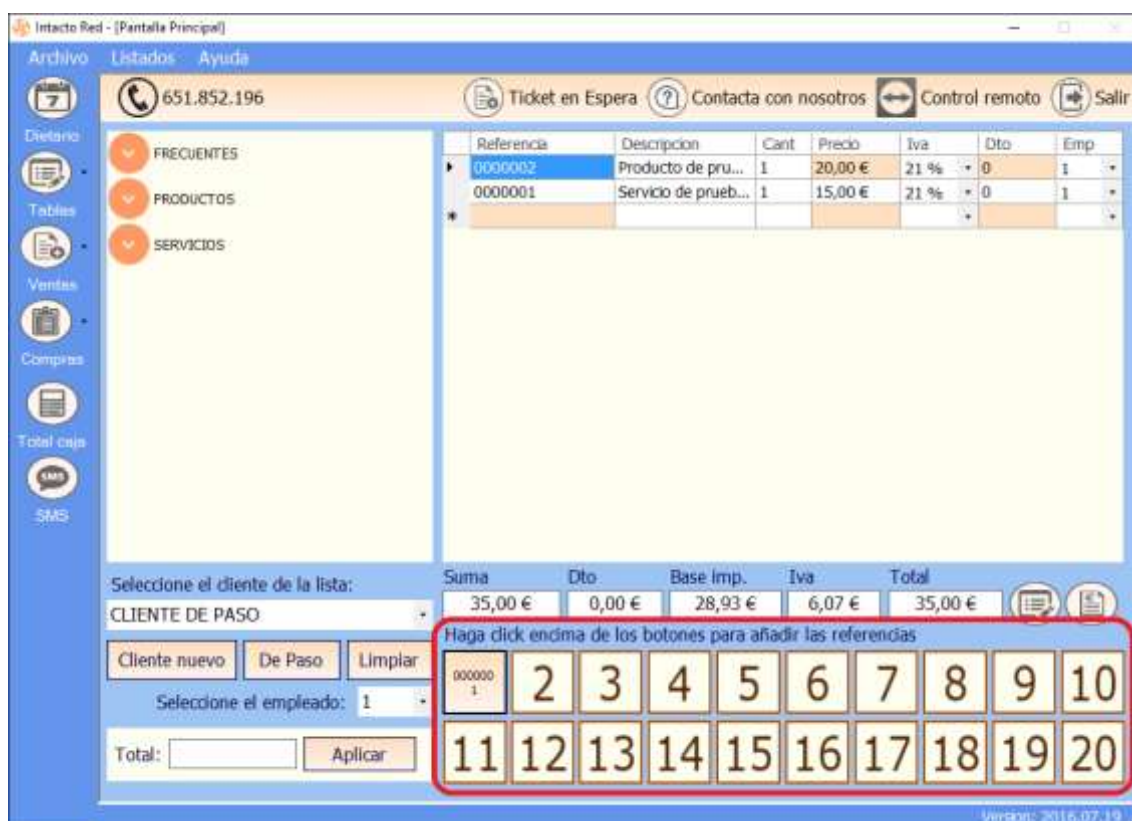 Intacto Red - [Pantalla Principal]
Archivo Listados Ayuda
7 651.852.196 Ticket en Espera ? Contacta con nosotros Control remoto Salir
Dietario
Tablas
Ventas
Compras
Total caja
SMS
SMS
FRECUENTES
PRODUCTOS
SERVICIOS
Referencia Descripcion Cant Precio Iva Dto Emp
0000002 Producto de pru... 1 20,00 € 21 % 0 1
0000001 Servicio de prueb... 1 15,00 € 21 % 0 1
Seleccione el cliente de la lista:
CLIENTE DE PASO
Cliente nuevo De Paso Limpiar
Seleccione el empleado: 1
Total: Aplicar
Suma Dto Base imp. Iva Total
35,00 € 0,00 € 28,93 € 6,07 € 35,00 €
Haga click encima de los botones para añadir las referencias
000000
1
2 3 4 5 6 7 8 9 10
11 12 13 14 15 16 17 18 19 20
Version: 2016.07.19